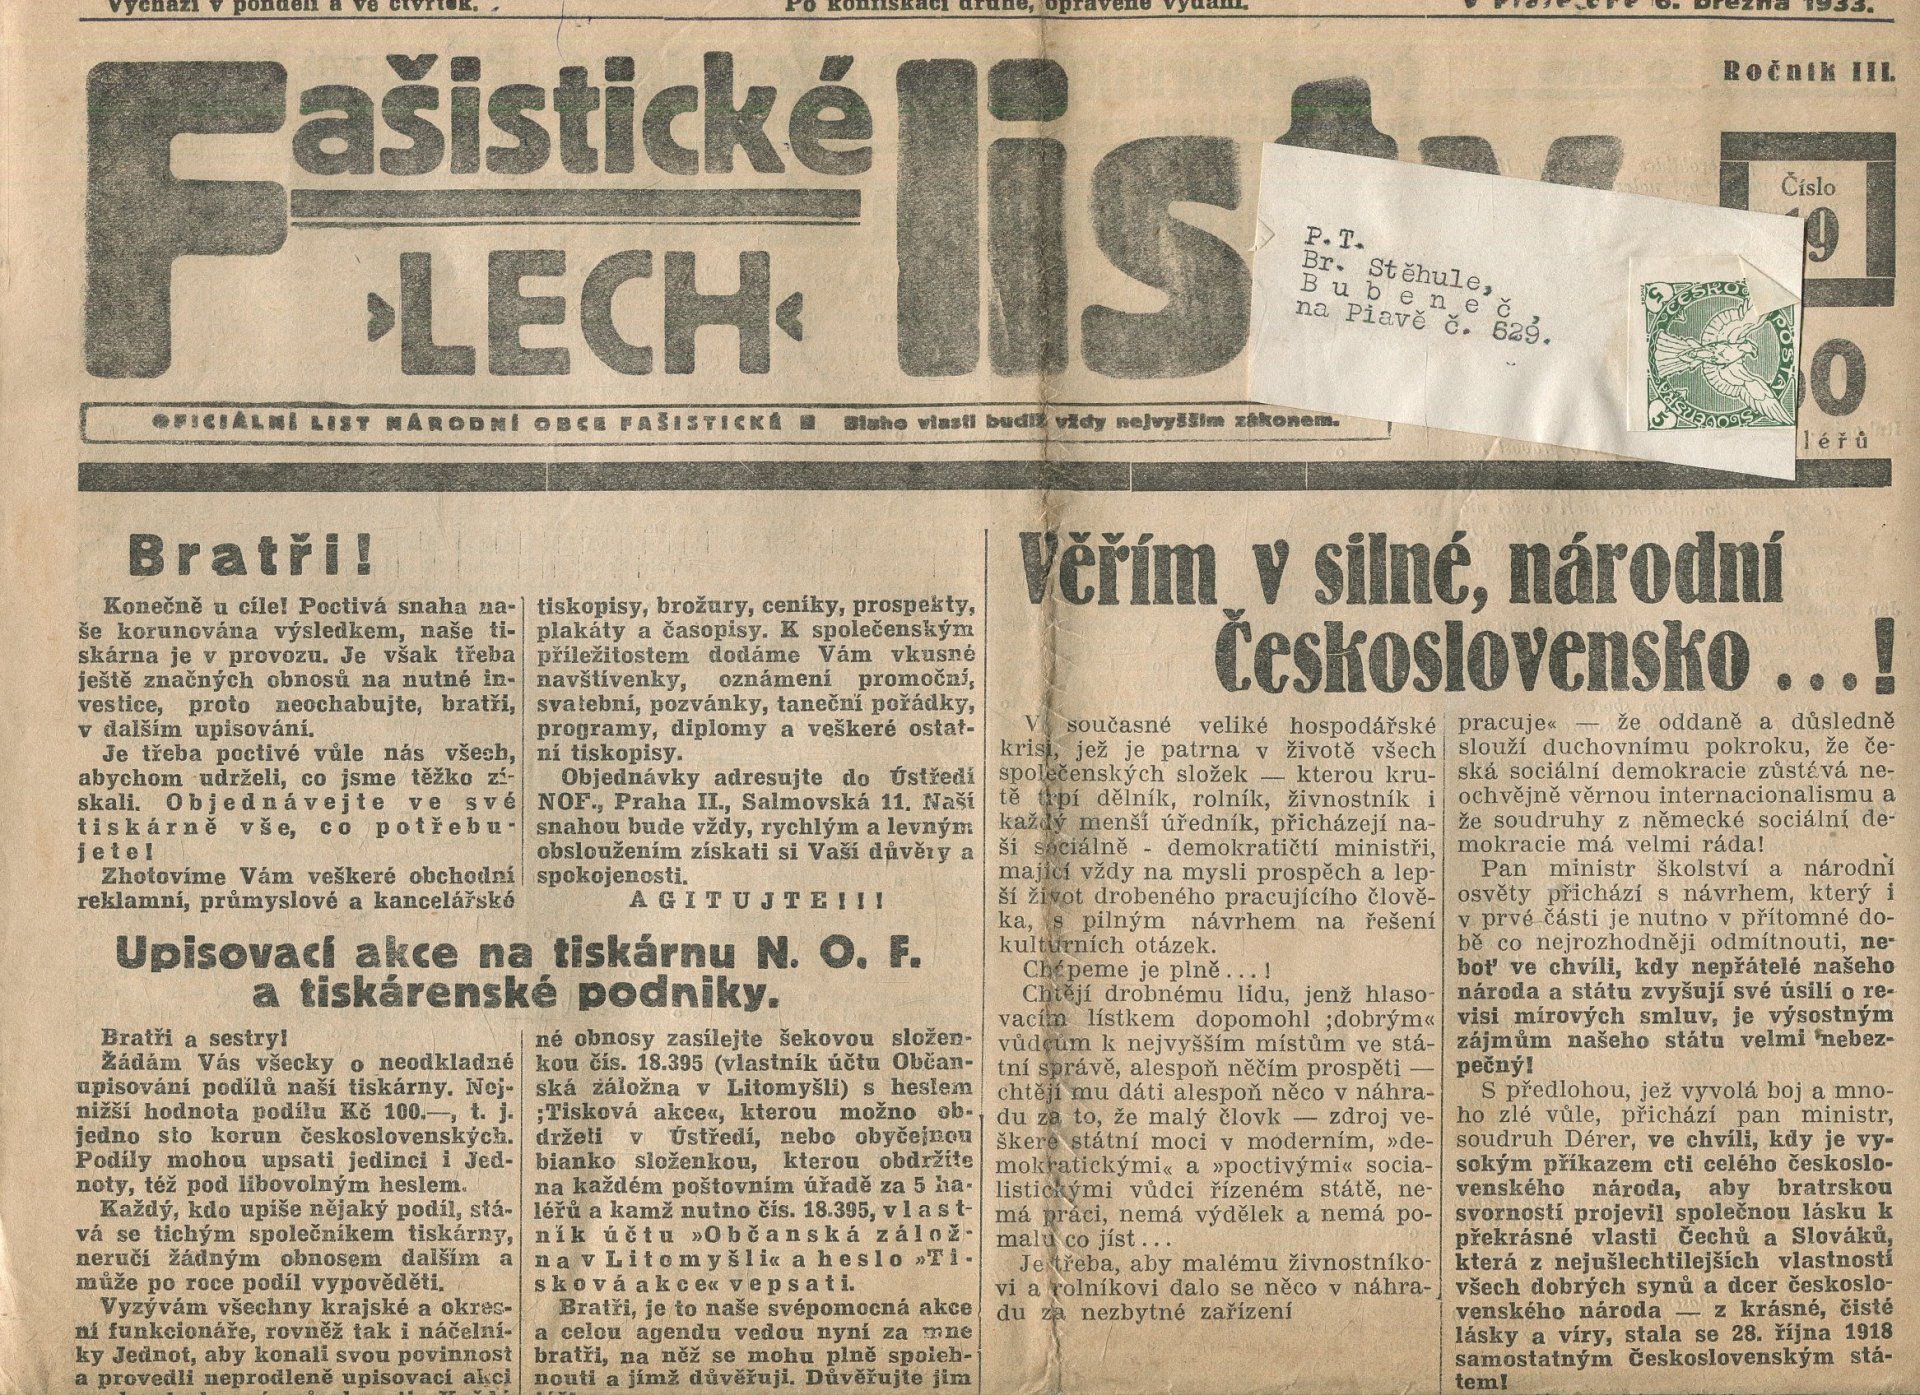 Vychází v pondělí a ve čtvrtek.
Po konfiskaci druhé, opravené vydání.
6. března 1933.
Ročník III.
Fašistické
listy
›LECH‹
Číslo
19
P.T.
Br. Stěhule,
Bubeneč,
na Piavě č. 629.
ČESKOSLOVENSKÁ POŠTA
5 5
léřů
OFICIÁLNÍ LIST NÁRODNÍ OBCE FAŠISTICKÉ ■ Blaho vlasti budiž vždy nejvyšším zákonem.
Bratři!
Konečně u cíle! Poctivá snaha na-
še korunována výsledkem, naše ti-
skárna je v provozu. Je však třeba
ještě značných obnosů na nutné in-
vestice, proto neochabujte, bratři,
v dalším upisování.
Je třeba poctivé vůle nás všech,
abychom udrželi, co jsme těžko zí-
skali. Objednávejte ve své
tiskárně vše, co potřebu-
jete!
Zhotovíme Vám veškeré obchodní
reklamní, průmyslové a kancelářské
tiskopisy, brožury, ceníky, prospekty,
plakáty a časopisy. K společenským
příležitostem dodáme Vám vkusné
navštívenky, oznámení promoční,
svatební, pozvánky, taneční pořádky,
programy, diplomy a veškeré ostat-
ní tiskopisy.
Objednávky adresujte do Ústředí
NOF., Praha II., Salmovská 11. Naší
snahou bude vždy, rychlým a levným
obsloužením získati si Vaší důvěry a
spokojenosti.
AGITUJTE!!!
Upisovací akce na tiskárnu N. O. F.
a tiskárenské podniky.
Bratři a sestry!
Žádám Vás všecky o neodkladné
upisování podílů naší tiskárny. Nej-
nižší hodnota podílu Kč 100.—, t. j.
jedno sto korun československých.
Podíly mohou upsati jedinci i Jed-
noty, též pod libovolným heslem.
Každý, kdo upíše nějaký podíl, stá-
vá se tichým společníkem tiskárny,
neručí žádným obnosem dalším a
může po roce podíl vypověděti.
Vyzývám všechny krajské a okres-
ní funkcionáře, rovněž tak i náčelní-
ky Jednot, aby konali svou povinnost
a provedli neprodleně upisovací akci
né obnosy zasílejte šekovou složen-
kou čís. 18.395 (vlastník účtu Občan-
ská záložna v Litomyšli) s heslem
;Tisková akce«, kterou možno ob-
držeti v Ústředí, nebo obyčejnou
bianko složenkou, kterou obdržíte
na každém poštovním úřadě za 5 ha-
léřů a kamž nutno čís. 18.395, vlast-
ník účtu »Občanská zálož-
na v Litomyšli« a heslo »Ti-
sková akce« vepsati.
Bratři, je to naše svépomocná akce
a celou agendu vedou nyní za mne
bratři, na něž se mohu plně spoleh-
nouti a jímž důvěřuji. Důvěřujte jim
Věřím v silné, národní
Československo ...!
V současné veliké hospodářské
krisi, jež je patrna v životě všech
společenských složek — kterou kru-
tě trpí dělník, rolník, živnostník i
každý menší úředník, přicházejí na-
ši sociálně - demokratičtí ministři,
mající vždy na mysli prospěch a lep-
ší život drobeného pracujícího člově-
ka, s pilným návrhem na řešení
kulturních otázek.
Chápeme je plně...!
Chtějí drobnému lidu, jenž hlaso-
vacím lístkem dopomohl ;dobrým«
vůdcům k nejvyšším místům ve stá-
tní správě, alespoň něčím prospěti —
chtějí mu dáti alespoň něco v náhra-
du za to, že malý člověk — zdroj ve-
škeré státní moci v moderním, »de-
mokratickými« a »poctivými« socia-
listickými vůdci řízeném státě, ne-
má práci, nemá výdělek a nemá po-
malu co jíst...
Je třeba, aby malému živnostníko-
vi a rolníkovi dalo se něco v náhra-
du za nezbytné zařízení
pracuje« — že oddaně a důsledně
slouží duchovnímu pokroku, že če-
ská sociální demokracie zůstává ne-
ochvějně věrnou internacionalismu a
že soudruhy z německé sociální de-
mokracie má velmi ráda!
Pan ministr školství a národní
osvěty přichází s návrhem, který i
v prvé části je nutno v přítomné do-
bě co nejrozhodněji odmítnouti, ne-
boť ve chvíli, kdy nepřátelé našeho
národa a státu zvyšují své úsilí o re-
visi mírových smluv, je výsostným
zájmům našeho státu velmi nebez-
pečný!
S předlohou, jež vyvolá boj a mno-
ho zlé vůle, přichází pan ministr,
soudruh Dérer, ve chvíli, kdy je vy-
sokým příkazem cti celého českoslo-
venského národa, aby bratrskou
svorností projevil společnou lásku k
překrásné vlasti Čechů a Slováků,
která z nejušlechtilejších vlastností
všech dobrých synů a dcer českoslo-
venského národa — z krásné, čisté
lásky a víry, stala se 28. října 1918
samostatným Československým stá-
tem!